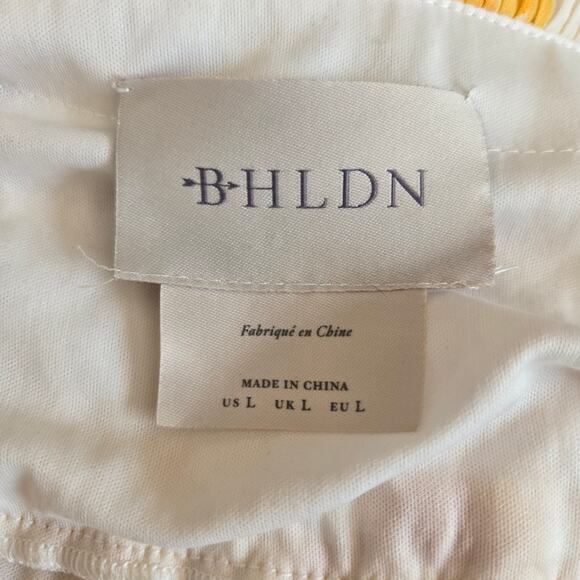 BHLDN
Fabriqué en Chine
MADE IN CHINA
US L UK L EU L